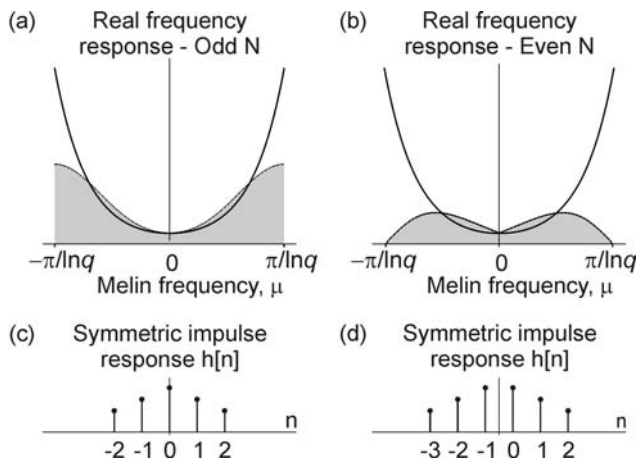 (a) Real frequency
response - Odd N
−π/lnq 0 π/lnq
Melin frequency, μ
(b) Real frequency
response - Even N
−π/lnq 0 π/lnq
Melin frequency, μ
(c) Symmetric impulse
response h[n]
n
-2 -1 0 1 2
(d) Symmetric impulse
response h[n]
n
-3 -2 -1 0 1 2